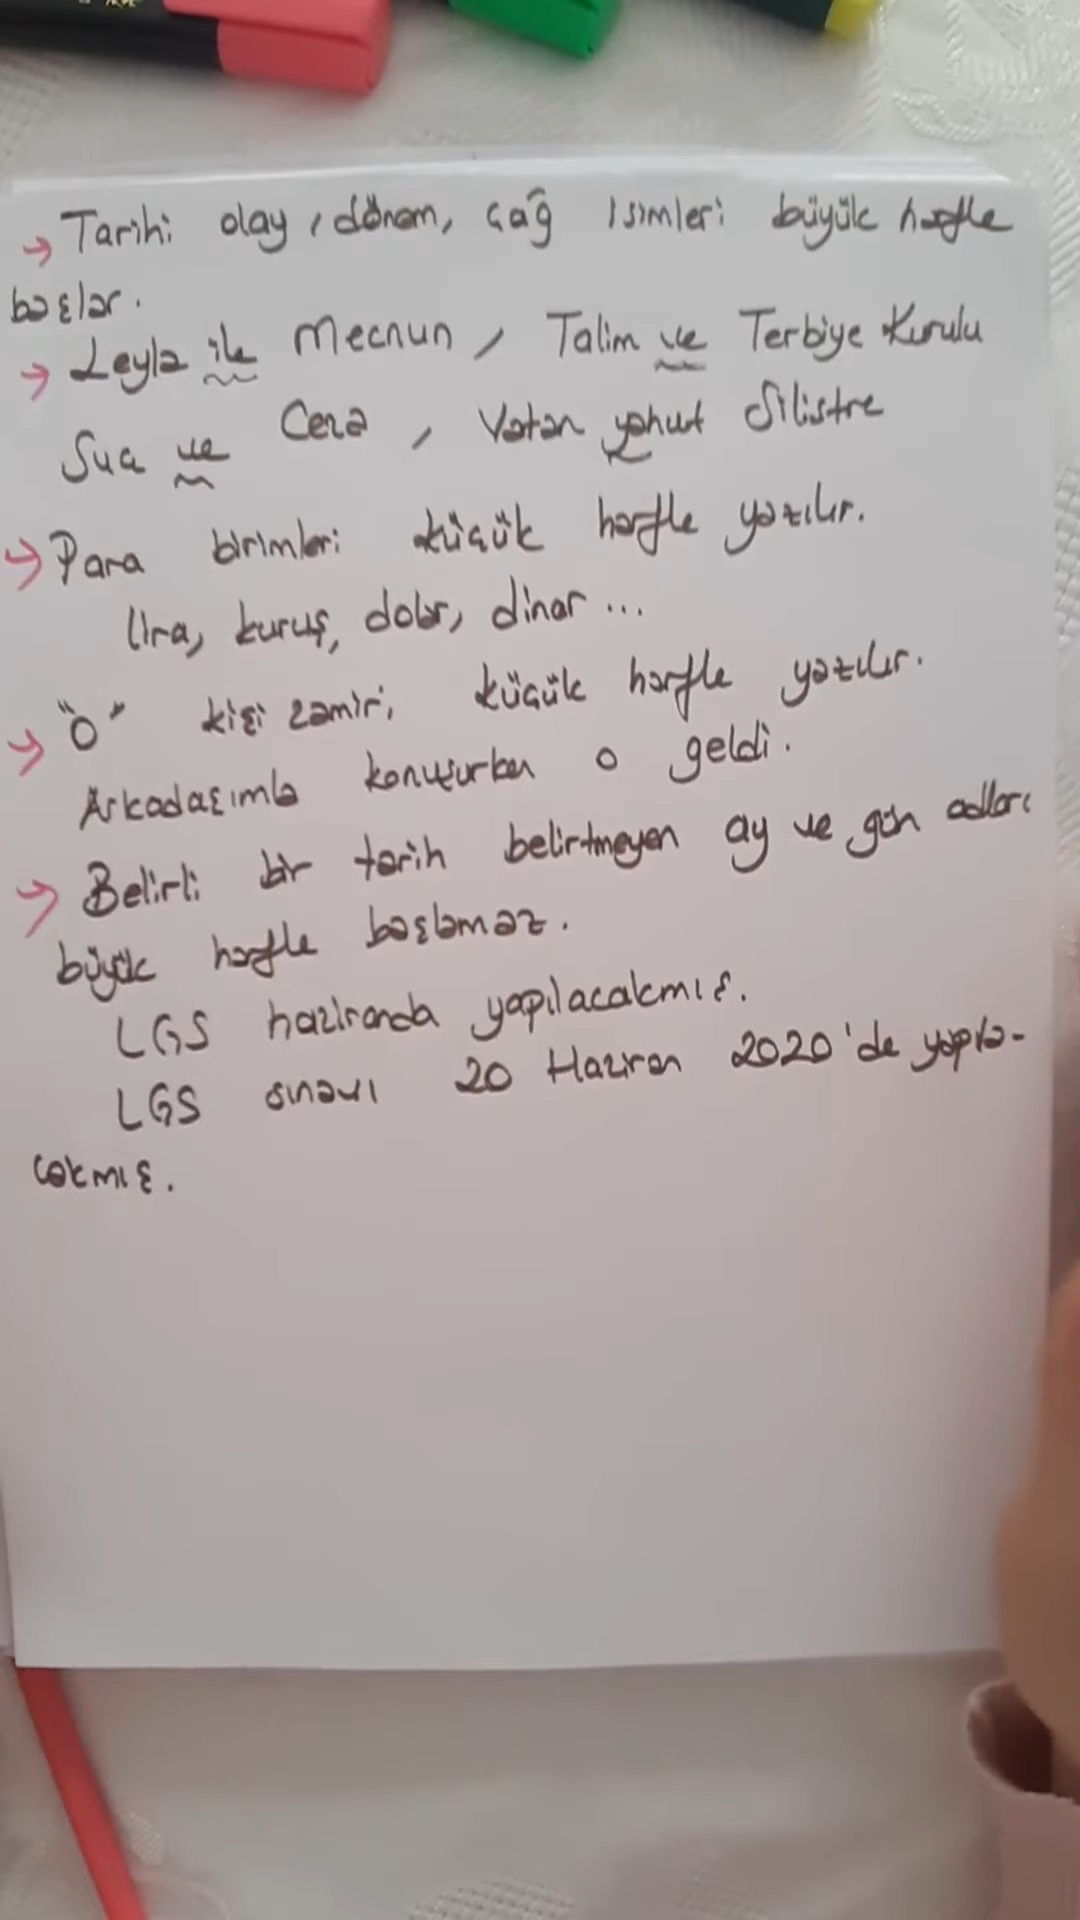 → Tarihi olay, dönem, çağ isimleri büyük harfle
başlar.
→ Leyla ile Mecnun, Talim ve Terbiye Kurulu
Suç ve Ceza, Vatan yahut Silistre
→ Para birimleri küçük harfle yazılır.
lira, kuruş, dolar, dinar ...
→ "O" kişi zamiri, küçük harfle yazılır.
Arkadaşımla konuşurken o geldi.
→ Belirli bir tarih belirtmeyen ay ve gün adları
büyük harfle başlamaz.
LGS haziranda yapılacakmış.
LGS sınavı 20 Haziran 2020'de yapıla-
cakmış.